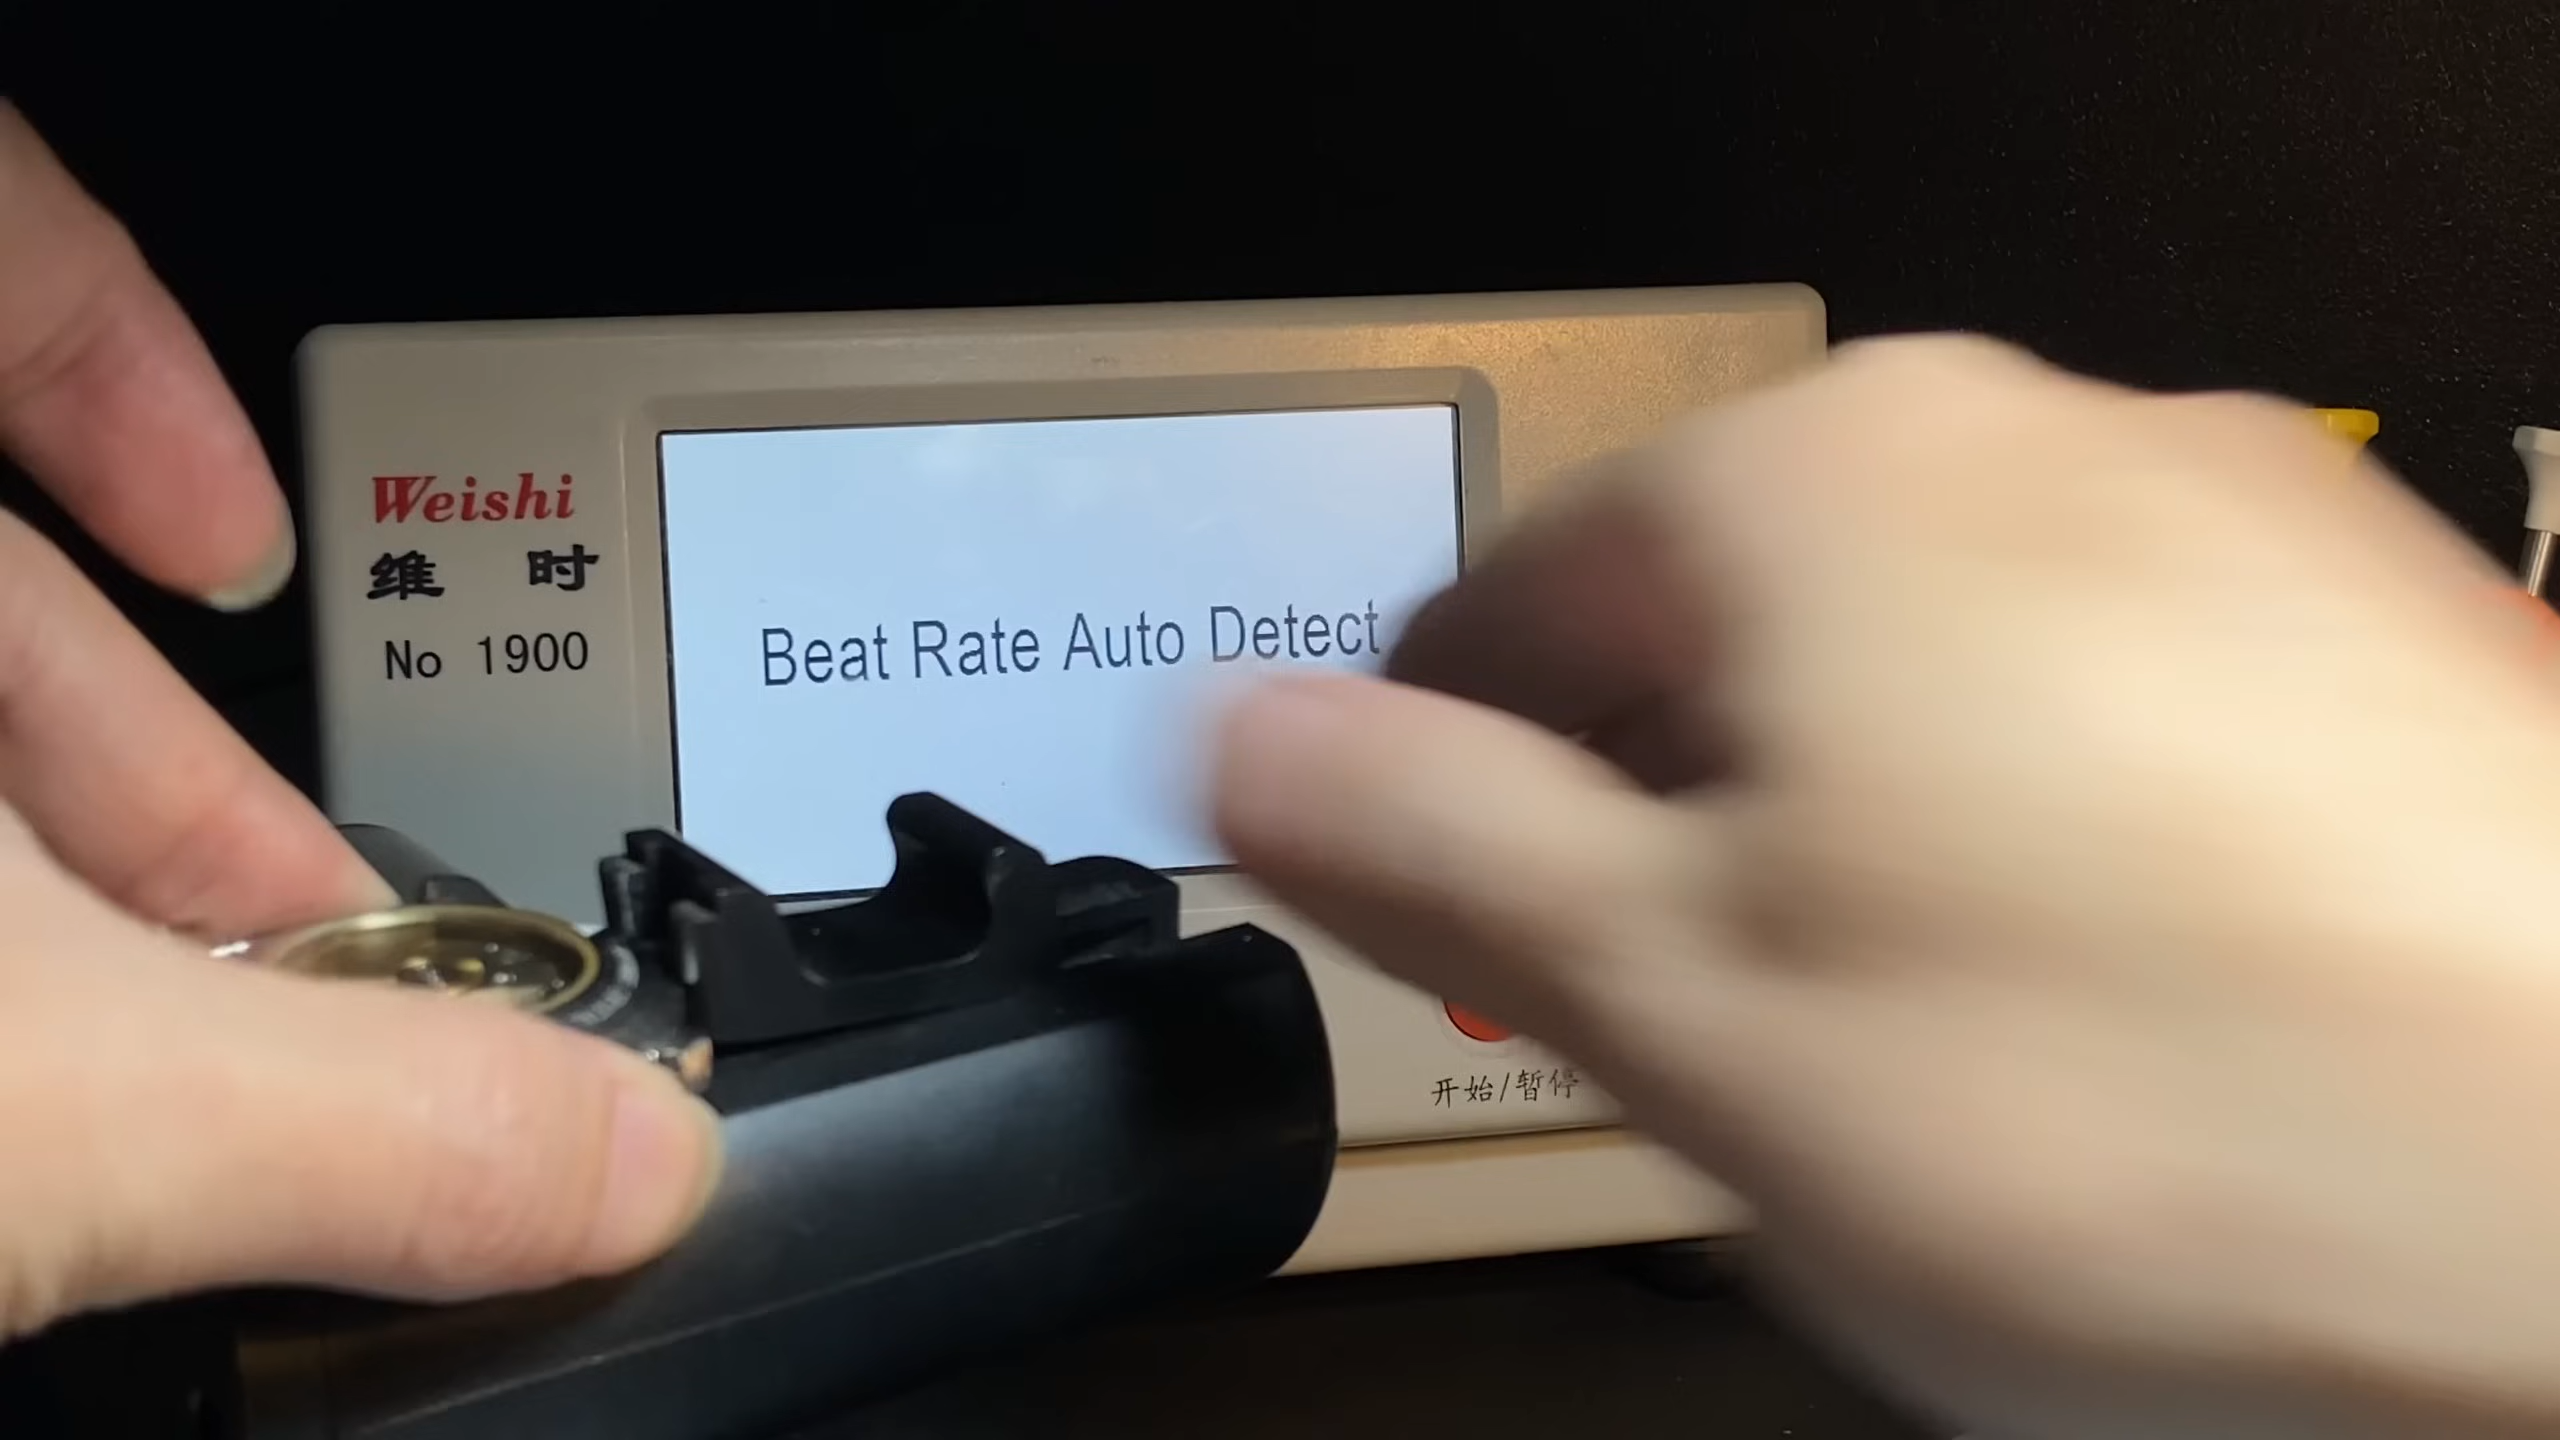 Weishi
维 时
No 1900
Beat Rate Auto Detect
开始/暂停